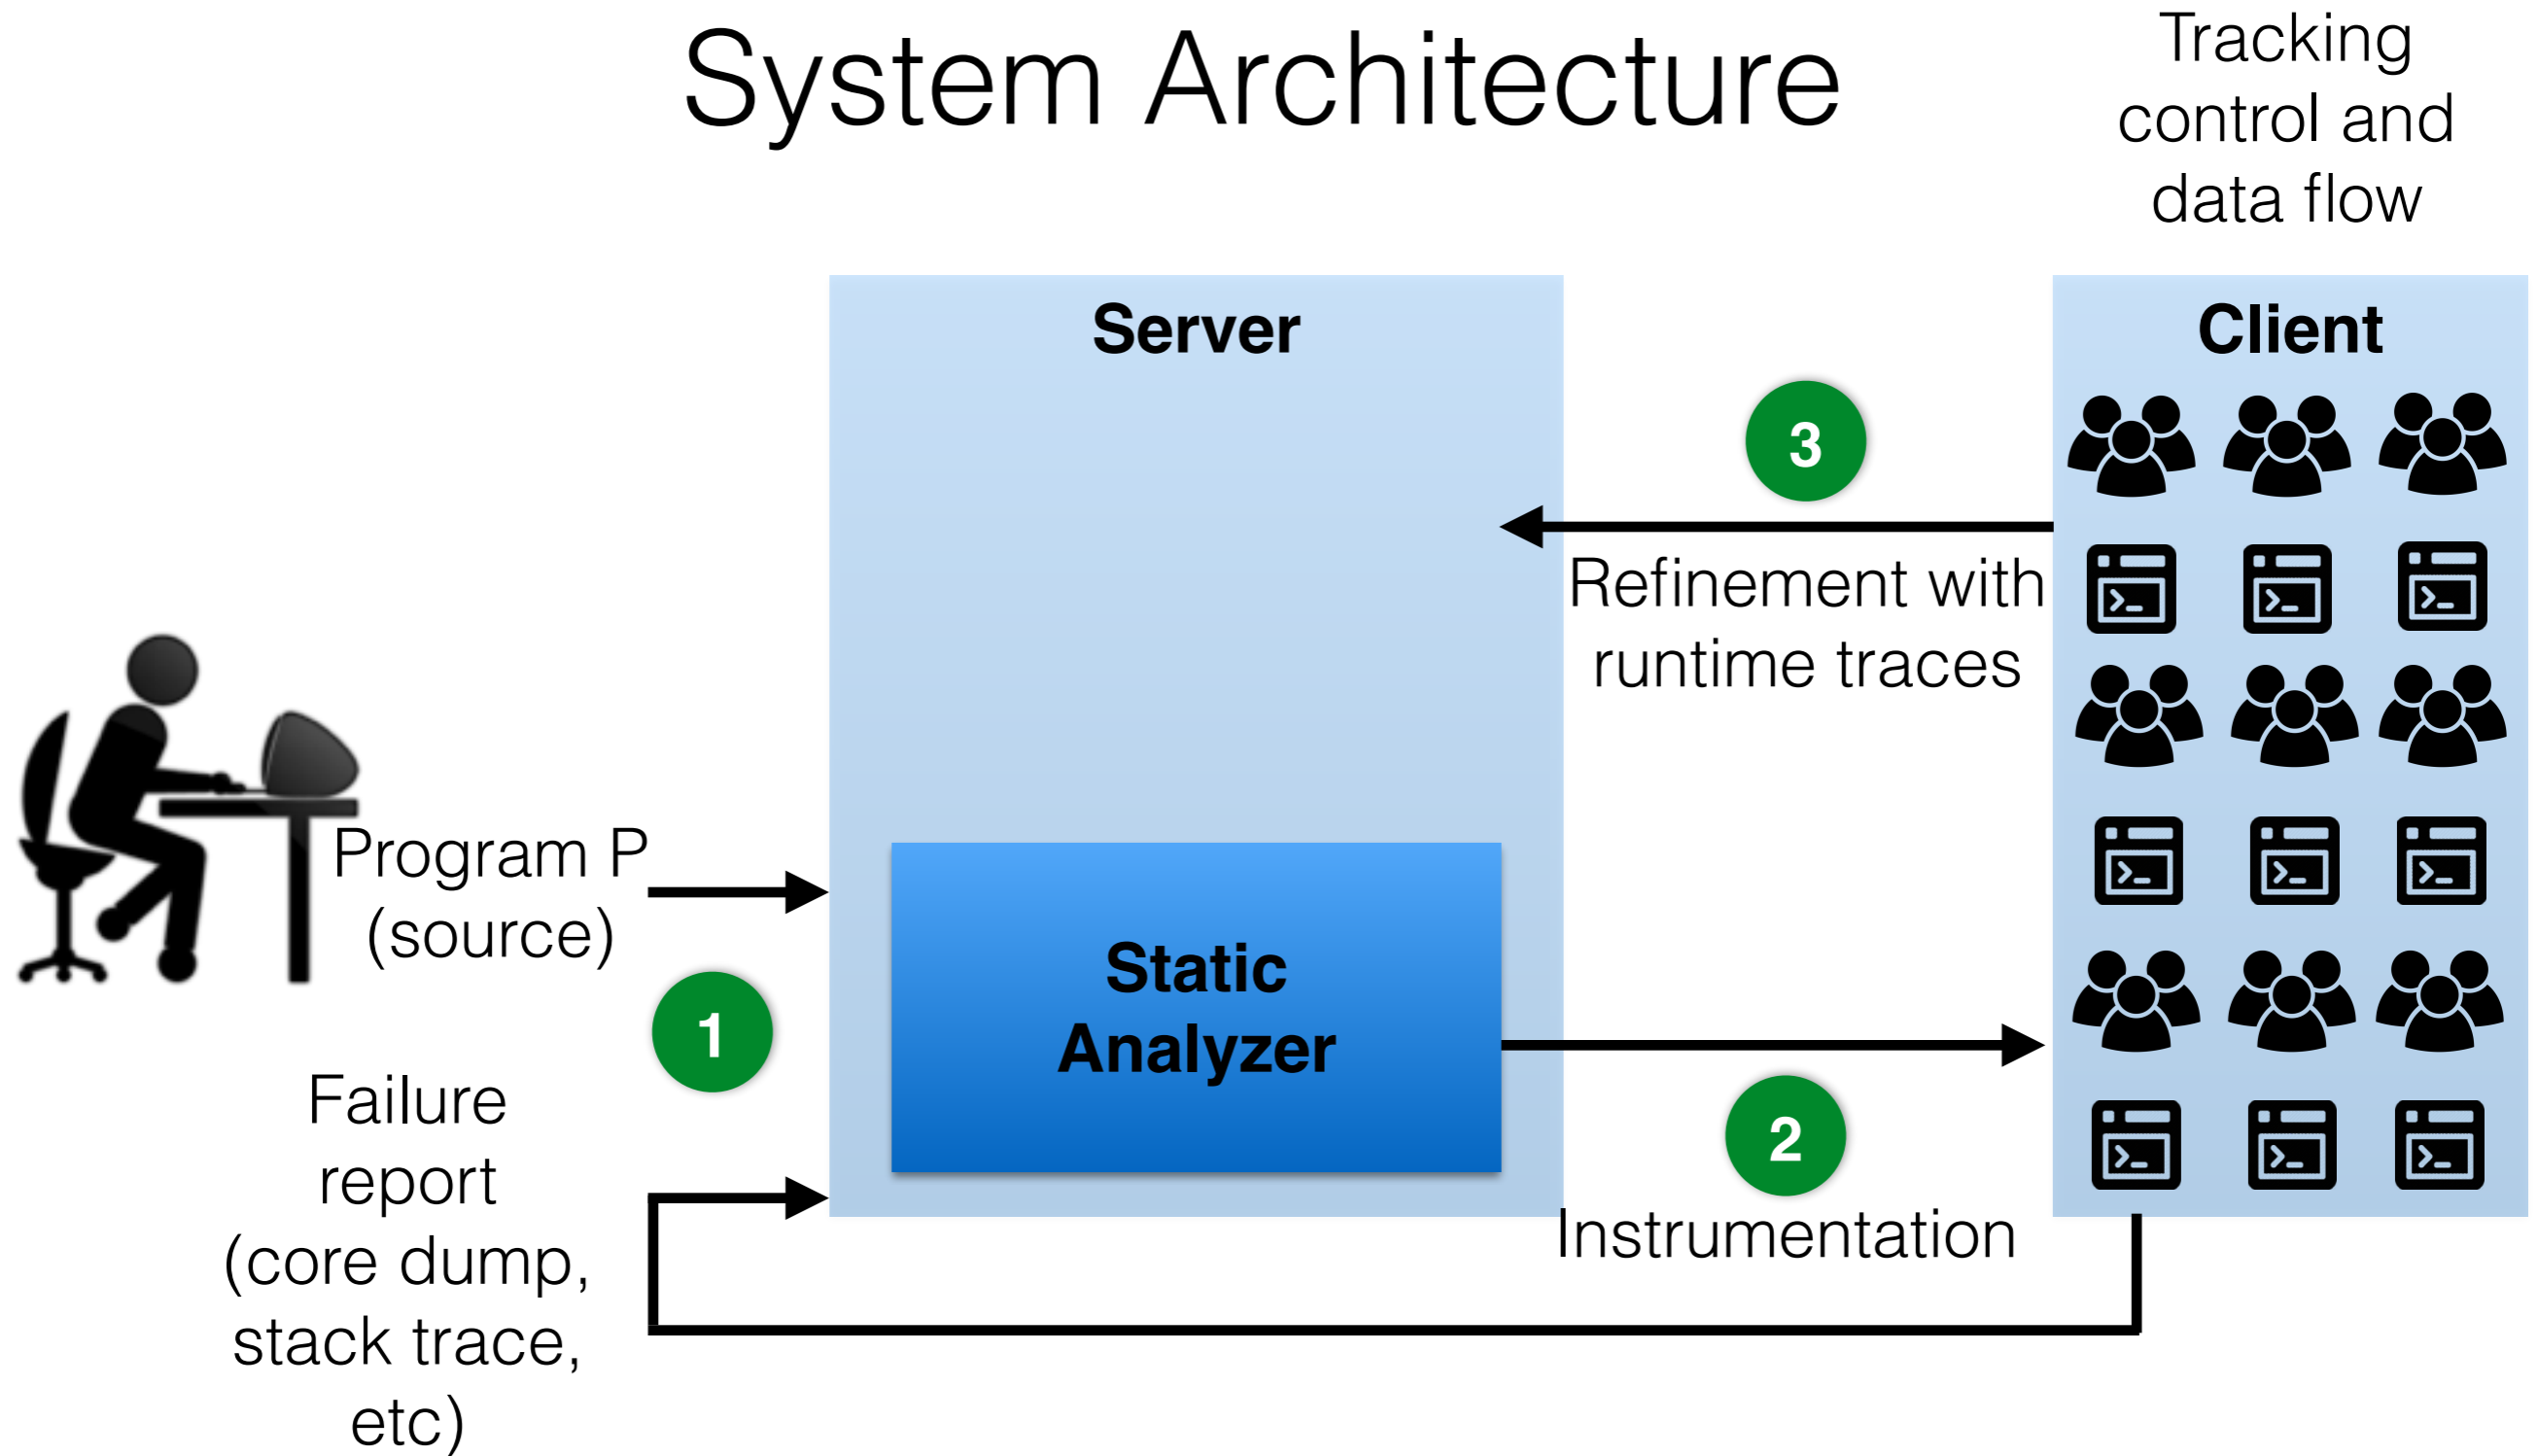 System Architecture
Tracking
control and
data flow
Server
Client
3
Refinement with
runtime traces
Program P
(source)
Static
Analyzer
1
2
Instrumentation
Failure
report
(core dump,
stack trace,
etc)